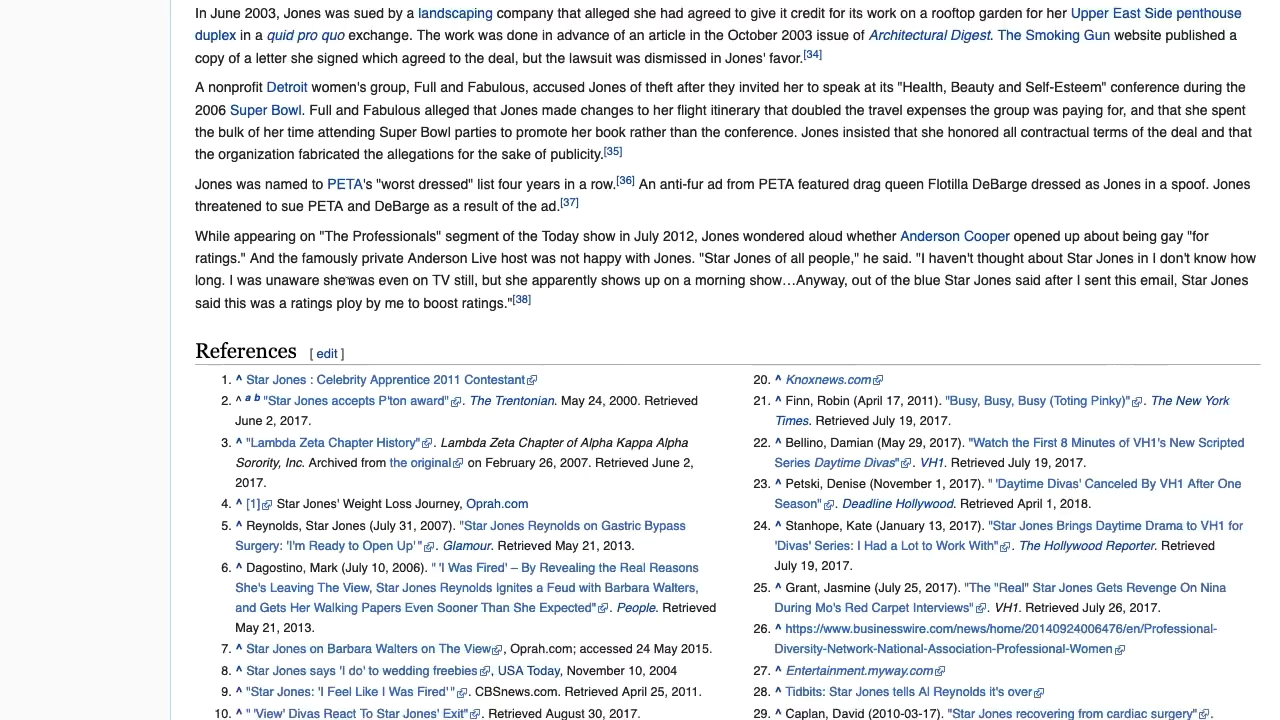 In June 2003, Jones was sued by a landscaping company that alleged she had agreed to give it credit for its work on a rooftop garden for her Upper East Side penthouse
duplex in a quid pro quo exchange. The work was done in advance of an article in the October 2003 issue of Architectural Digest. The Smoking Gun website published a
copy of a letter she signed which agreed to the deal, but the lawsuit was dismissed in Jones' favor.[34]
A nonprofit Detroit women's group, Full and Fabulous, accused Jones of theft after they invited her to speak at its "Health, Beauty and Self-Esteem" conference during the
2006 Super Bowl. Full and Fabulous alleged that Jones made changes to her flight itinerary that doubled the travel expenses the group was paying for, and that she spent
the bulk of her time attending Super Bowl parties to promote her book rather than the conference. Jones insisted that she honored all contractual terms of the deal and that
the organization fabricated the allegations for the sake of publicity.[35]
Jones was named to PETA's "worst dressed" list four years in a row.[36] An anti-fur ad from PETA featured drag queen Flotilla DeBarge dressed as Jones in a spoof. Jones
threatened to sue PETA and DeBarge as a result of the ad.[37]
While appearing on "The Professionals" segment of the Today show in July 2012, Jones wondered aloud whether Anderson Cooper opened up about being gay "for
ratings." And the famously private Anderson Live host was not happy with Jones. "Star Jones of all people," he said. "I haven't thought about Star Jones in I don't know how
long. I was unaware she was even on TV still, but she apparently shows up on a morning show…Anyway, out of the blue Star Jones said after I sent this email, Star Jones
said this was a ratings ploy by me to boost ratings."[38]
References [ edit ]
1. ^ Star Jones : Celebrity Apprentice 2011 Contestant
2. ^ a b "Star Jones accepts P'ton award". The Trentonian. May 24, 2000. Retrieved
June 2, 2017.
3. ^ "Lambda Zeta Chapter History". Lambda Zeta Chapter of Alpha Kappa Alpha
Sorority, Inc. Archived from the original on February 26, 2007. Retrieved June 2,
2017.
4. ^ [1] Star Jones' Weight Loss Journey, Oprah.com
5. ^ Reynolds, Star Jones (July 31, 2007). "Star Jones Reynolds on Gastric Bypass
Surgery: 'I'm Ready to Open Up' ". Glamour. Retrieved May 21, 2013.
6. ^ Dagostino, Mark (July 10, 2006). " 'I Was Fired' – By Revealing the Real Reasons
She's Leaving The View, Star Jones Reynolds Ignites a Feud with Barbara Walters,
and Gets Her Walking Papers Even Sooner Than She Expected". People. Retrieved
May 21, 2013.
7. ^ Star Jones on Barbara Walters on The View, Oprah.com; accessed 24 May 2015.
8. ^ Star Jones says 'I do' to wedding freebies, USA Today, November 10, 2004
9. ^ "Star Jones: 'I Feel Like I Was Fired' ". CBSnews.com. Retrieved April 25, 2011.
10. ^ " 'View' Divas React To Star Jones' Exit". Retrieved August 30, 2017.
20. ^ Knoxnews.com
21. ^ Finn, Robin (April 17, 2011). "Busy, Busy, Busy (Toting Pinky)". The New York
Times. Retrieved July 19, 2017.
22. ^ Bellino, Damian (May 29, 2017). "Watch the First 8 Minutes of VH1's New Scripted
Series Daytime Divas". VH1. Retrieved July 19, 2017.
23. ^ Petski, Denise (November 1, 2017). " 'Daytime Divas' Canceled By VH1 After One
Season". Deadline Hollywood. Retrieved April 1, 2018.
24. ^ Stanhope, Kate (January 13, 2017). "Star Jones Brings Daytime Drama to VH1 for
'Divas' Series: I Had a Lot to Work With". The Hollywood Reporter. Retrieved
July 19, 2017.
25. ^ Grant, Jasmine (July 25, 2017). "The "Real" Star Jones Gets Revenge On Nina
During Mo's Red Carpet Interviews". VH1. Retrieved July 26, 2017.
26. ^ https://www.businesswire.com/news/home/20140924006476/en/Professional-
Diversity-Network-National-Association-Professional-Women
27. ^ Entertainment.myway.com
28. ^ Tidbits: Star Jones tells Al Reynolds it's over
29. ^ Caplan, David (2010-03-17). "Star Jones recovering from cardiac surgery".